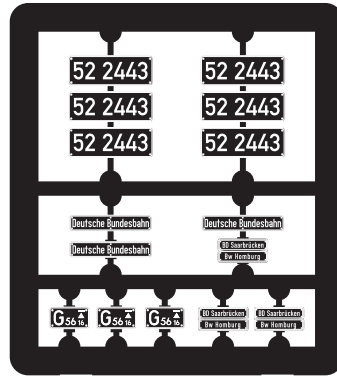 52 2443 52 2443
52 2443 52 2443
52 2443 52 2443
Deutsche Bundesbahn Deutsche Bundesbahn
Deutsche Bundesbahn BD Saarbrücken
Bw Homburg
G 56 16 G 56 16 G 56 16 BD Saarbrücken BD Saarbrücken
Bw Homburg Bw Homburg